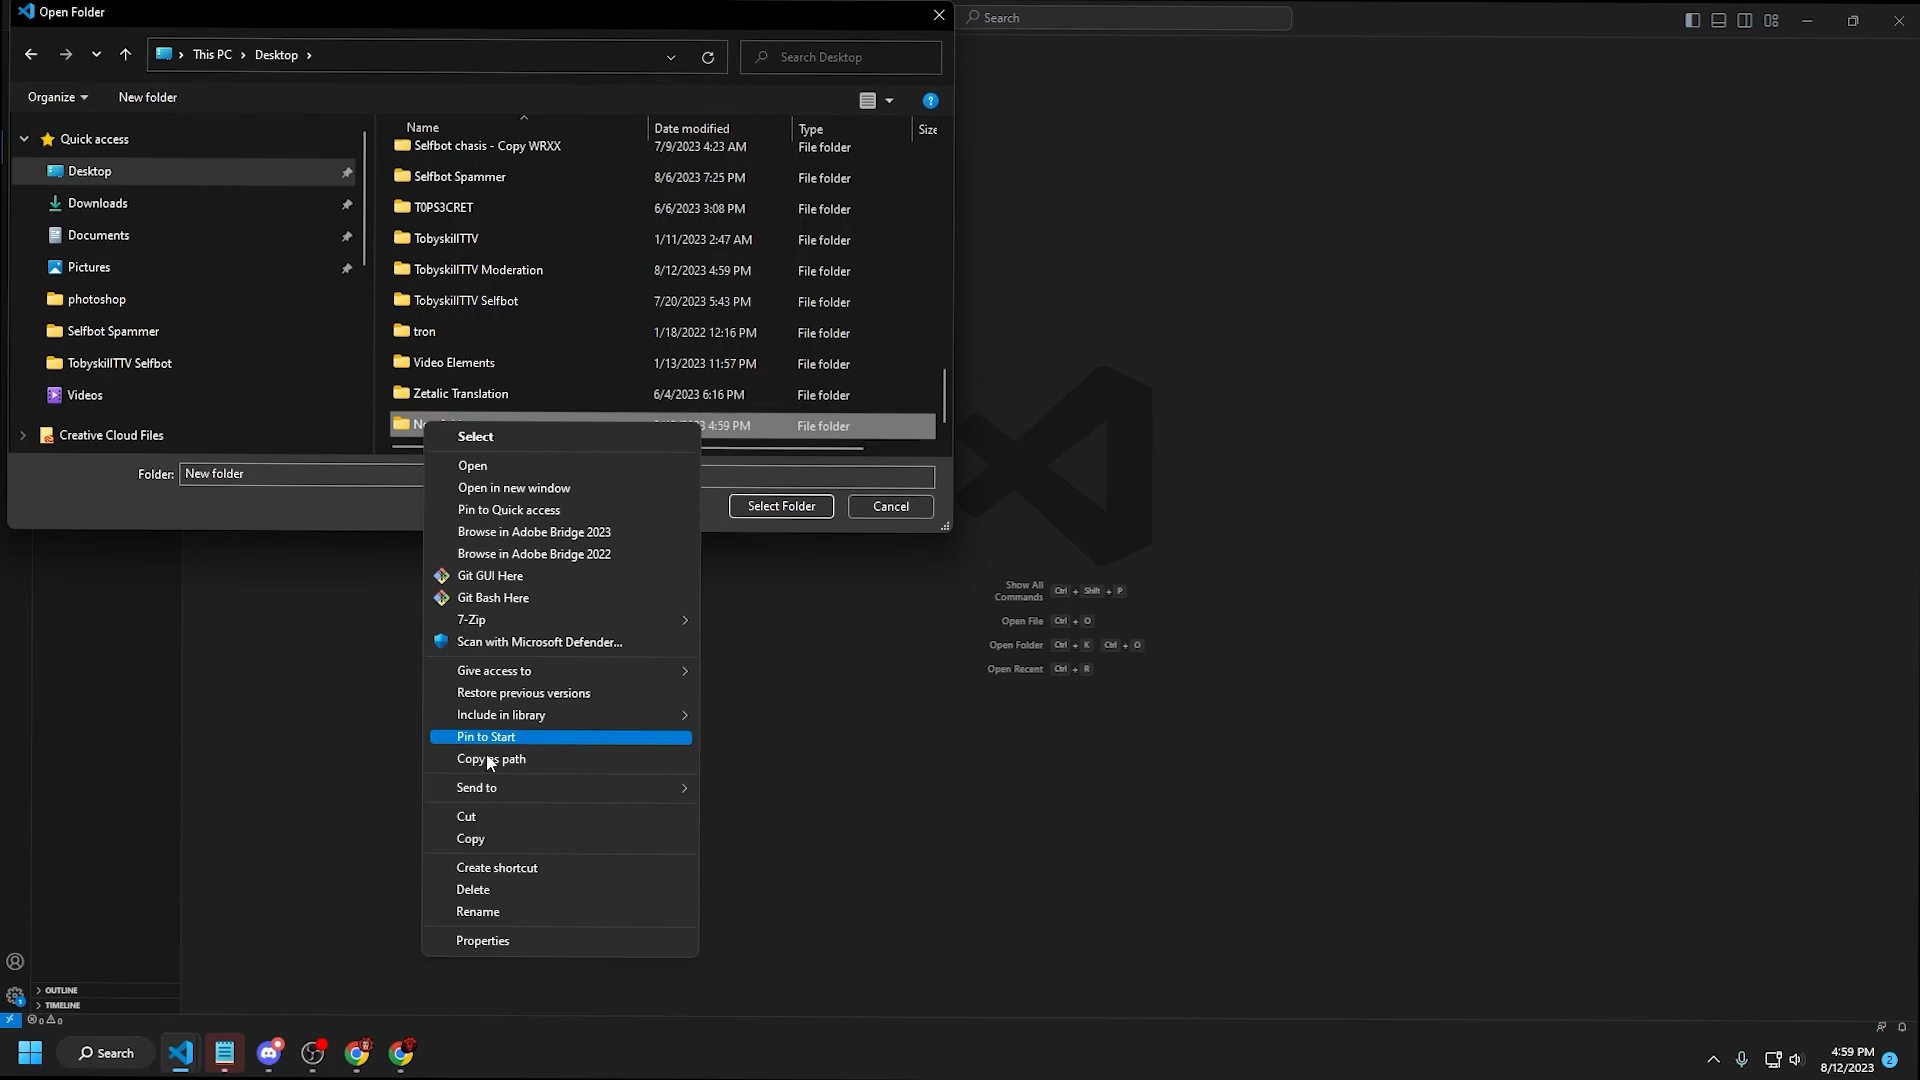 Open Folder
Search
This PC > Desktop >
Search Desktop
Organize
New folder
Name
Date modified
Type
Size
Quick access
Desktop
Downloads
Documents
Pictures
photoshop
Selfbot Spammer
TobyskillTTV Selfbot
Videos
Creative Cloud Files
Selfbot chasis - Copy WRXX 7/9/2023 4:23 AM File folder
Selfbot Spammer 8/6/2023 7:25 PM File folder
T0PS3CRET 6/6/2023 3:08 PM File folder
TobyskillTTV 1/11/2023 2:47 AM File folder
TobyskillTTV Moderation 8/12/2023 4:59 PM File folder
TobyskillTTV Selfbot 7/20/2023 5:43 PM File folder
tron 1/18/2022 12:16 PM File folder
Video Elements 1/13/2023 11:57 PM File folder
Zetalic Translation 6/4/2023 6:16 PM File folder
4:59 PM File folder
Folder: New folder
Select Folder
Cancel
Select
Open
Open in new window
Pin to Quick access
Browse in Adobe Bridge 2023
Browse in Adobe Bridge 2022
Git GUI Here
Git Bash Here
7-Zip
Scan with Microsoft Defender...
Give access to
Restore previous versions
Include in library
Pin to Start
Copy as path
Send to
Cut
Copy
Create shortcut
Delete
Rename
Properties
Show All
Commands Ctrl + Shift + P
Open File Ctrl + O
Open Folder Ctrl + K Ctrl + O
Open Recent Ctrl + R
OUTLINE
TIMELINE
0 0
Search
4:59 PM
8/12/2023
2